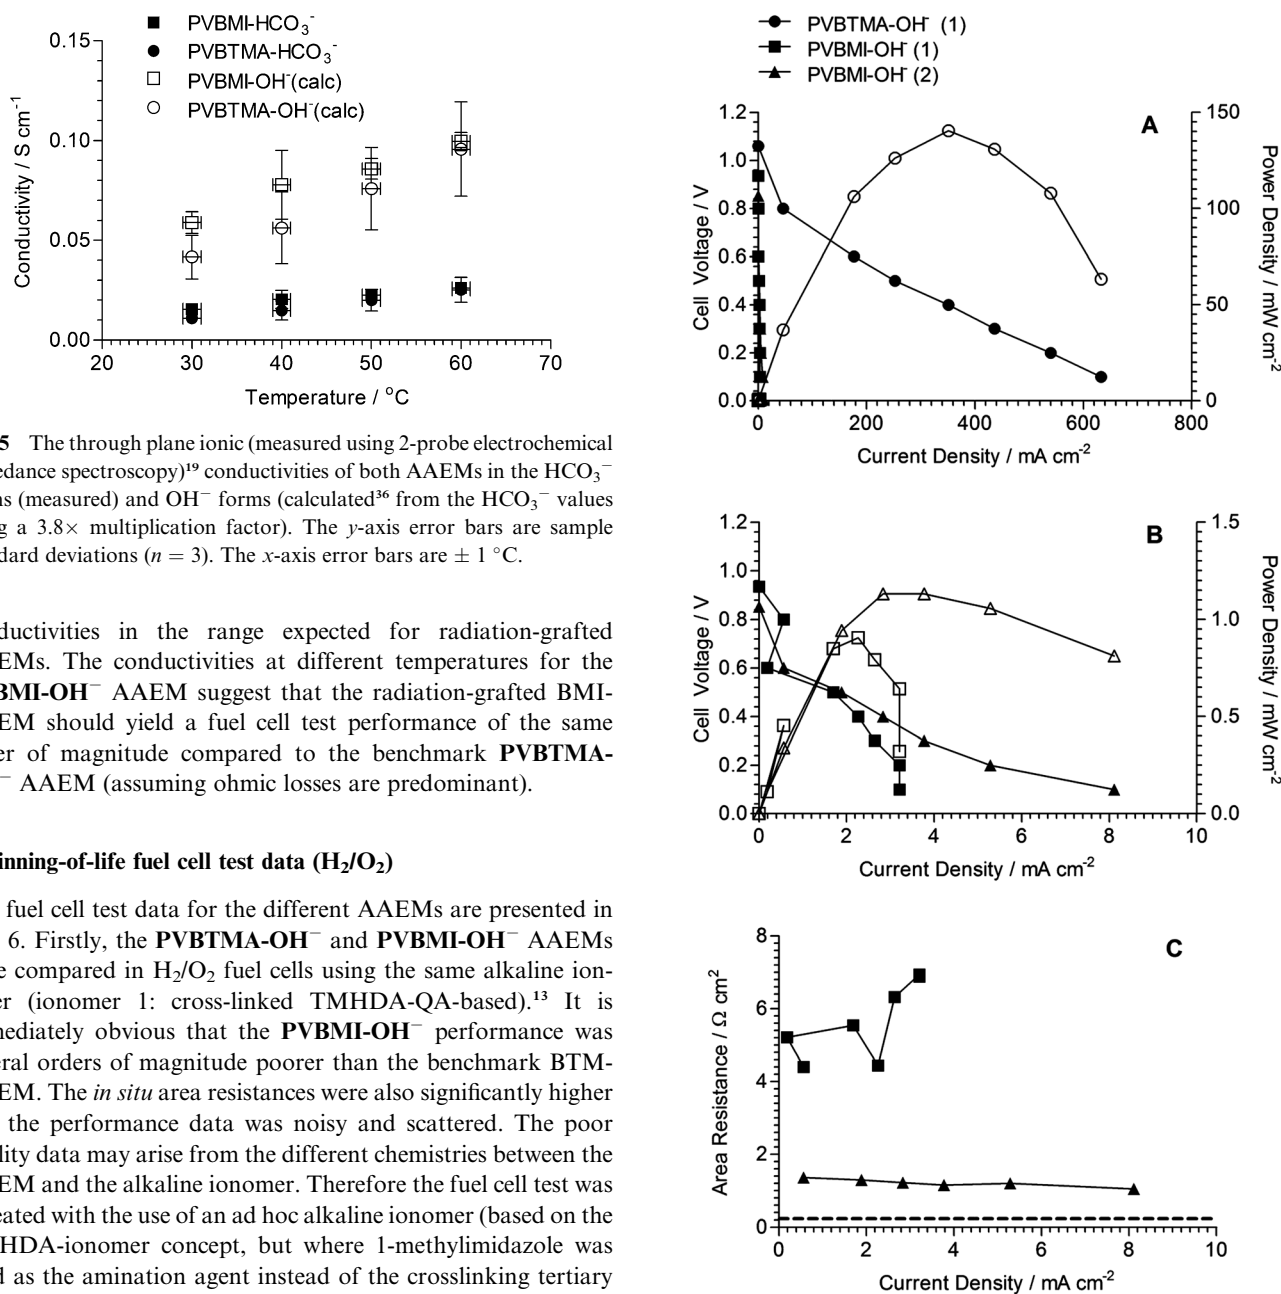 PVBMI-HCO3-
PVBTMA-HCO3-
PVBMI-OH-(calc)
PVBTMA-OH-(calc)
0.15
0.10
0.05
0.00
Conductivity / S cm-1
20 30 40 50 60 70
Temperature / oC
5 The through plane ionic (measured using 2-probe electrochemical
edance spectroscopy)19 conductivities of both AAEMs in the HCO3−
ns (measured) and OH− forms (calculated36 from the HCO3− values
g a 3.8× multiplication factor). The y-axis error bars are sample
dard deviations (n = 3). The x-axis error bars are ± 1 °C.
ductivities in the range expected for radiation-grafted
EMs. The conductivities at different temperatures for the
BMI-OH− AAEM suggest that the radiation-grafted BMI-
EM should yield a fuel cell test performance of the same
er of magnitude compared to the benchmark PVBTMA-
− AAEM (assuming ohmic losses are predominant).
inning-of-life fuel cell test data (H2/O2)
fuel cell test data for the different AAEMs are presented in
6. Firstly, the PVBTMA-OH− and PVBMI-OH− AAEMs
e compared in H2/O2 fuel cells using the same alkaline ion-
er (ionomer 1: cross-linked TMHDA-QA-based).13 It is
mediately obvious that the PVBMI-OH− performance was
eral orders of magnitude poorer than the benchmark BTM-
EM. The in situ area resistances were also significantly higher
the performance data was noisy and scattered. The poor
lity data may arise from the different chemistries between the
EM and the alkaline ionomer. Therefore the fuel cell test was
eated with the use of an ad hoc alkaline ionomer (based on the
HDA-ionomer concept, but where 1-methylimidazole was
d as the amination agent instead of the crosslinking tertiary
PVBTMA-OH- (1)
PVBMI-OH- (1)
PVBMI-OH- (2)
A
1.2
1.0
0.8
0.6
0.4
0.2
0.0
Cell Voltage / V
150
100
50
0
Power Density / mW cm-2
0 200 400 600 800
Current Density / mA cm-2
B
1.2
1.0
0.8
0.6
0.4
0.2
0.0
Cell Voltage / V
1.5
1.0
0.5
0.0
Power Density / mW cm-2
0 2 4 6 8 10
Current Density / mA cm-2
C
8
6
4
2
0
Area Resistance / Ω cm2
0 2 4 6 8 10
Current Density / mA cm-2